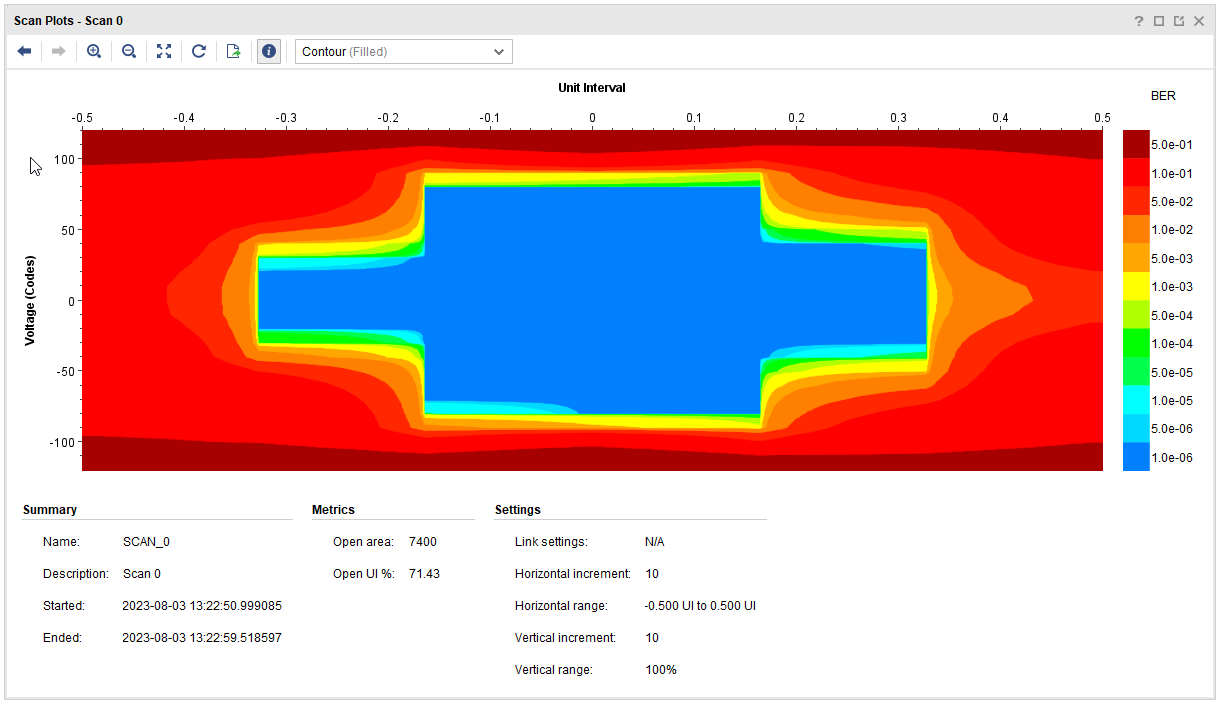 Scan Plots - Scan 0
?
Contour (Filled)
Unit Interval
BER
-0.5 -0.4 -0.3 -0.2 -0.1 0 0.1 0.2 0.3 0.4 0.5
Voltage (Codes)
100
50
0
-50
-100
5.0e-01
1.0e-01
5.0e-02
1.0e-02
5.0e-03
1.0e-03
5.0e-04
1.0e-04
5.0e-05
1.0e-05
5.0e-06
1.0e-06
Summary
Name: SCAN_0
Description: Scan 0
Started: 2023-08-03 13:22:50.999085
Ended: 2023-08-03 13:22:59.518597
Metrics
Open area: 7400
Open UI %: 71.43
Settings
Link settings: N/A
Horizontal increment: 10
Horizontal range: -0.500 UI to 0.500 UI
Vertical increment: 10
Vertical range: 100%